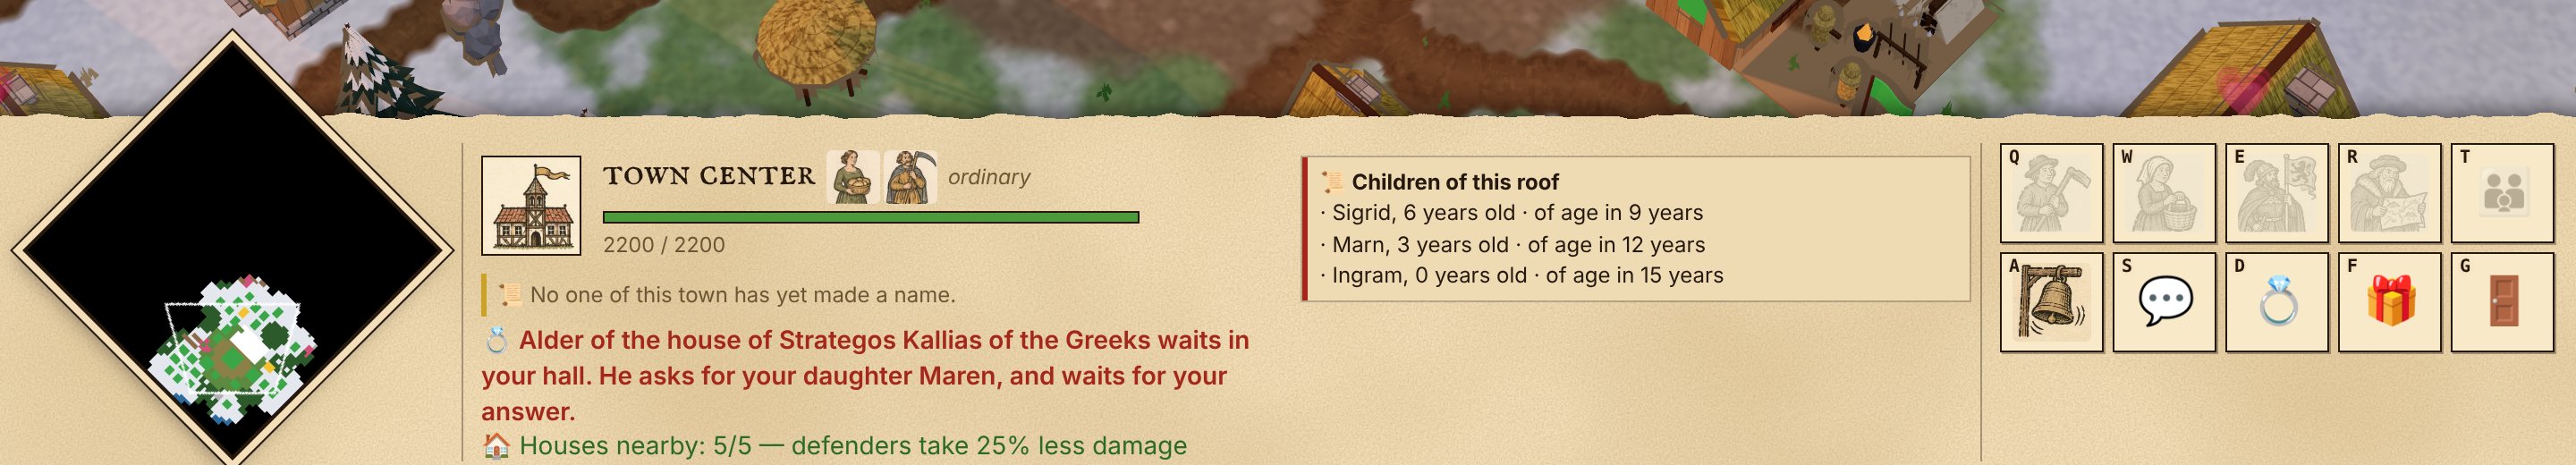 TOWN CENTER ordinary
2200 / 2200
No one of this town has yet made a name.
Alder of the house of Strategos Kallias of the Greeks waits in
your hall. He asks for your daughter Maren, and waits for your
answer.
Houses nearby: 5/5 — defenders take 25% less damage
Children of this roof
· Sigrid, 6 years old · of age in 9 years
· Marn, 3 years old · of age in 12 years
· Ingram, 0 years old · of age in 15 years
Q W E R T
A S D F G